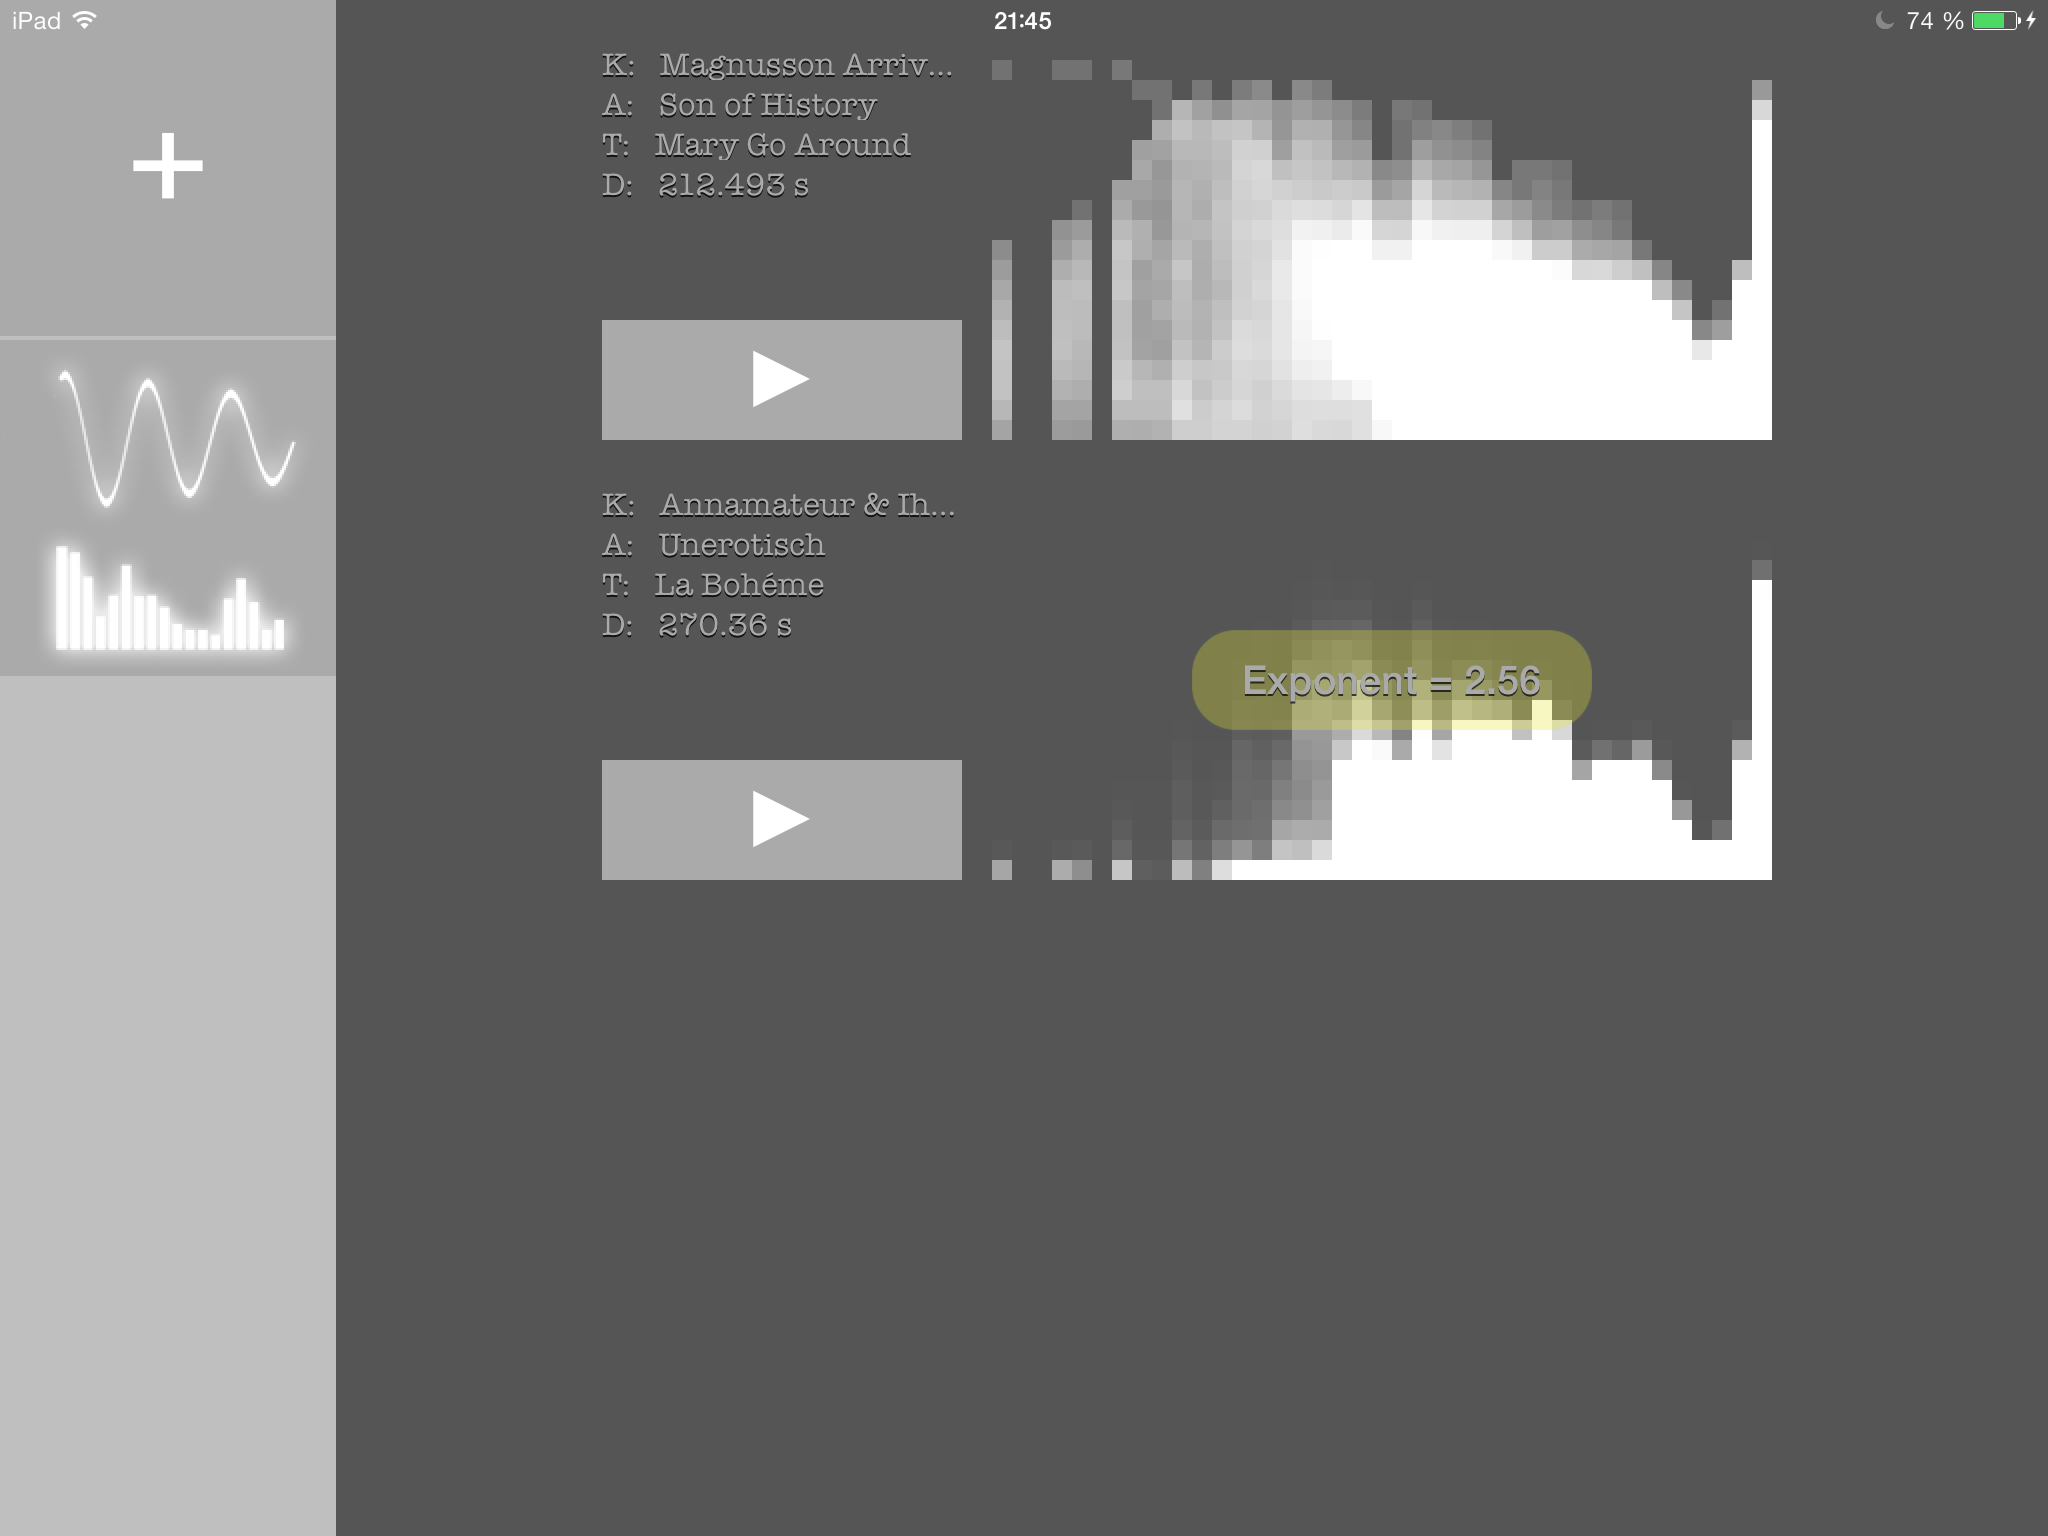 iPad 21:45 74 %
K: Magnusson Arriv...
A: Son of History
T: Mary Go Around
D: 212.493 s
K: Annamateur & Ih...
A: Unerotisch
T: La Bohéme
D: 270.36 s
Exponent = 2.56